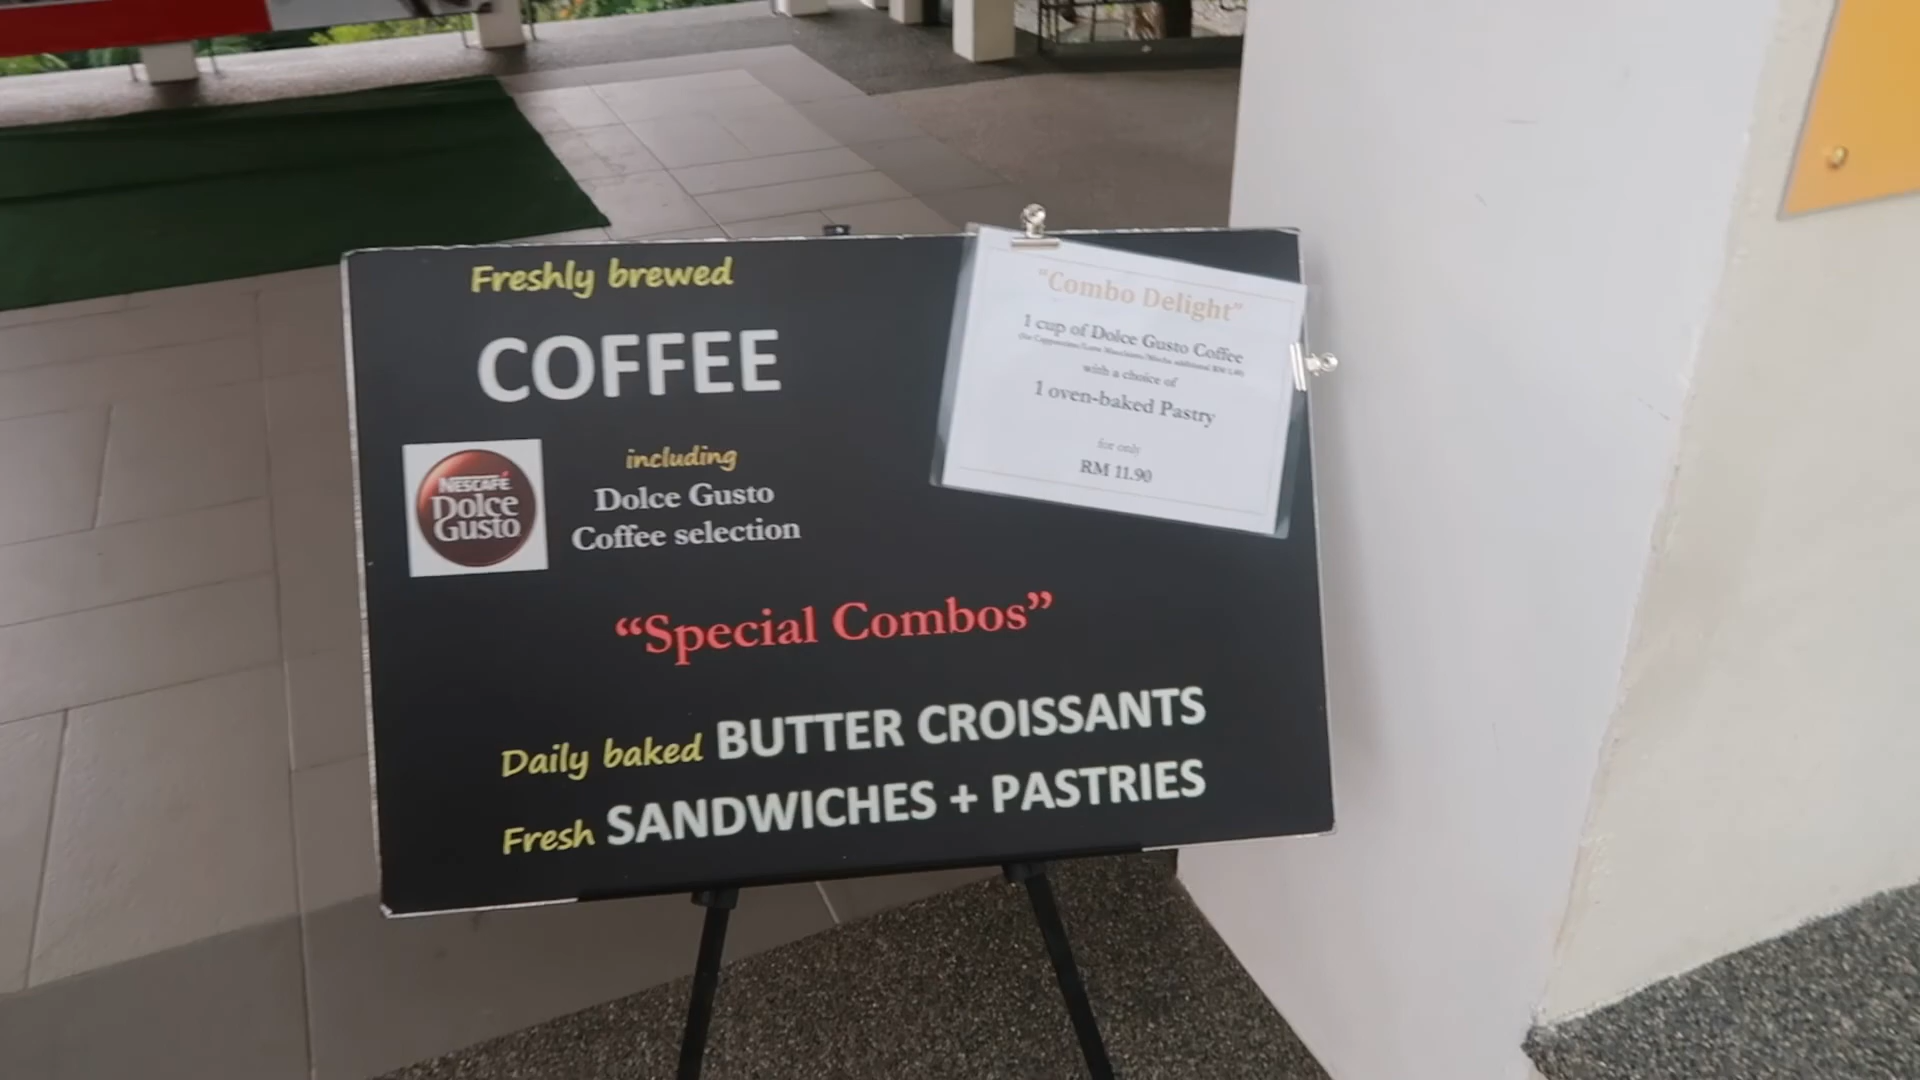 Freshly brewed
COFFEE
NESCAFÉ
Dolce
Gusto
including
Dolce Gusto
Coffee selection
"Combo Delight"
1 cup of Dolce Gusto Coffee
with a choice of
1 oven-baked Pastry
for only
RM 11.90
“Special Combos”
Daily baked BUTTER CROISSANTS
Fresh SANDWICHES + PASTRIES